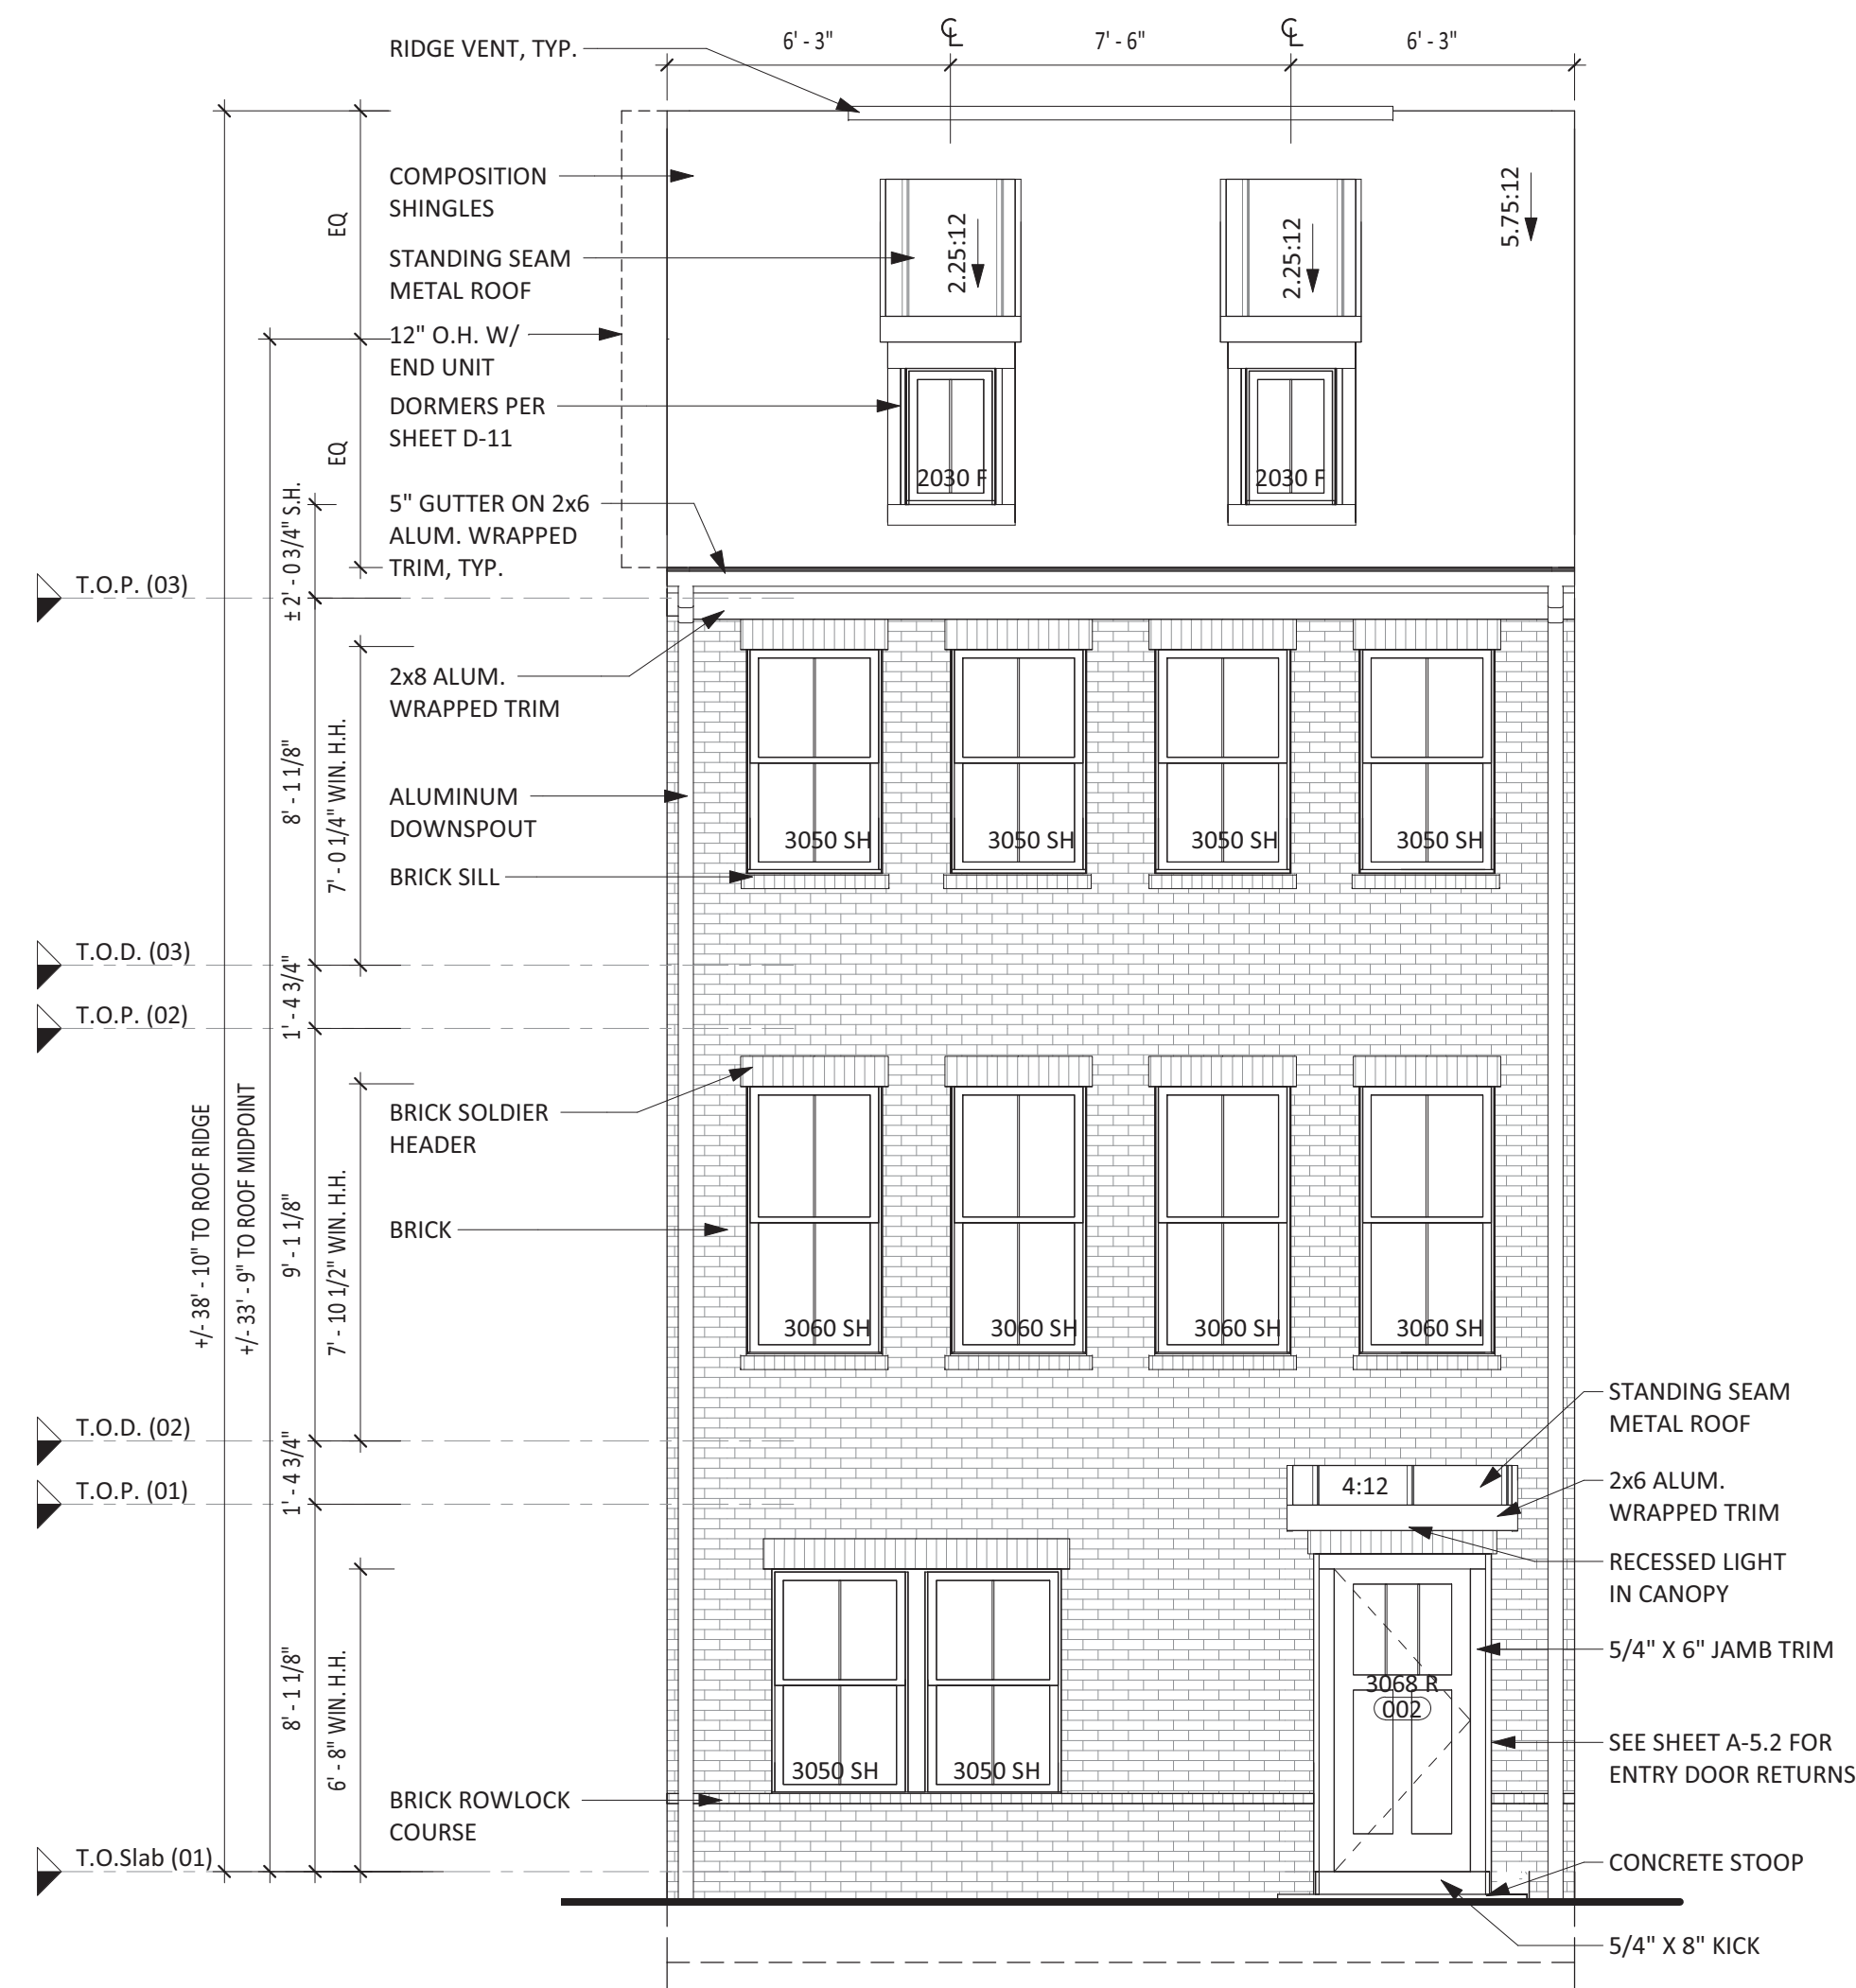 6' - 3"
℄
7' - 6"
℄
6' - 3"
RIDGE VENT, TYP.
COMPOSITION
SHINGLES
STANDING SEAM
METAL ROOF
12" O.H. W/
END UNIT
DORMERS PER
SHEET D-11
5" GUTTER ON 2x6
ALUM. WRAPPED
TRIM, TYP.
2x8 ALUM.
WRAPPED TRIM
ALUMINUM
DOWNSPOUT
BRICK SILL
BRICK SOLDIER
HEADER
BRICK
BRICK ROWLOCK
COURSE
T.O.P. (03)
T.O.D. (03)
T.O.P. (02)
T.O.D. (02)
T.O.P. (01)
T.O.Slab (01)
+/- 38' - 10" TO ROOF RIDGE
+/- 33' - 9" TO ROOF MIDPOINT
± 2' - 0 3/4" S.H.
8' - 1 1/8"
1' - 4 3/4"
9' - 1 1/8"
1' - 4 3/4"
8' - 1 1/8"
EQ
EQ
7' - 0 1/4" WIN. H.H.
7' - 10 1/2" WIN. H.H.
6' - 8" WIN. H.H.
2.25:12
2.25:12
5.75:12
2030 F
2030 F
3050 SH
3050 SH
3050 SH
3050 SH
3060 SH
3060 SH
3060 SH
3060 SH
4:12
3050 SH
3050 SH
3068 R
002
STANDING SEAM
METAL ROOF
2x6 ALUM.
WRAPPED TRIM
RECESSED LIGHT
IN CANOPY
5/4" X 6" JAMB TRIM
SEE SHEET A-5.2 FOR
ENTRY DOOR RETURNS
CONCRETE STOOP
5/4" X 8" KICK